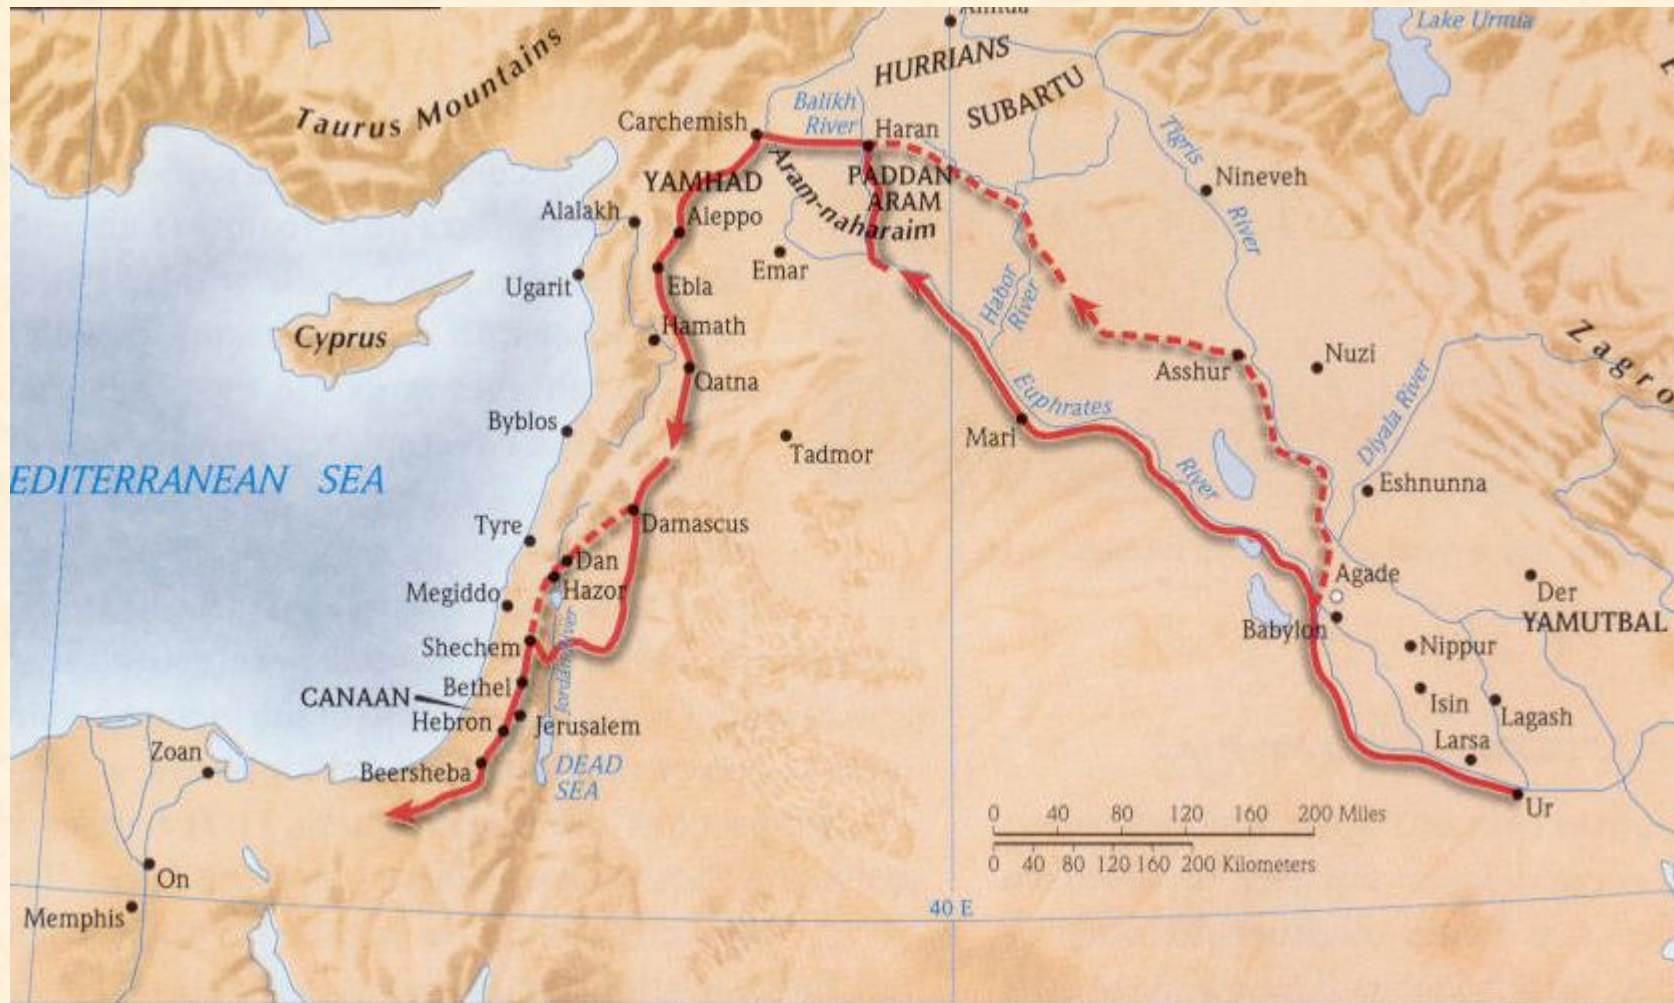 Lake Urmia
HURRIANS
Taurus Mountains
SUBARTU
Balikh
River
Carchemish
Haran
Tigris
River
Nineveh
YAMHAD
PADDAN
ARAM
Aram-naharaim
Alalakh
Aleppo
Emar
Ugarit
Ebla
Habor
River
Hamath
Cyprus
Zagro
Nuzi
Asshur
Qatna
Euphrates
River
Diyala River
Byblos
Mari
Tadmor
EDITERRANEAN SEA
Eshnunna
Tyre
Damascus
Dan
Hazor
Agade
Megiddo
Der
YAMUTBAL
Babylon
Shechem
Jordan River
Nippur
Bethel
CANAAN
Isin
Lagash
Hebron
Jerusalem
Larsa
Zoan
Beersheba
DEAD
SEA
Ur
0 40 80 120 160 200 Miles
0 40 80 120 160 200 Kilometers
On
40 E
Memphis